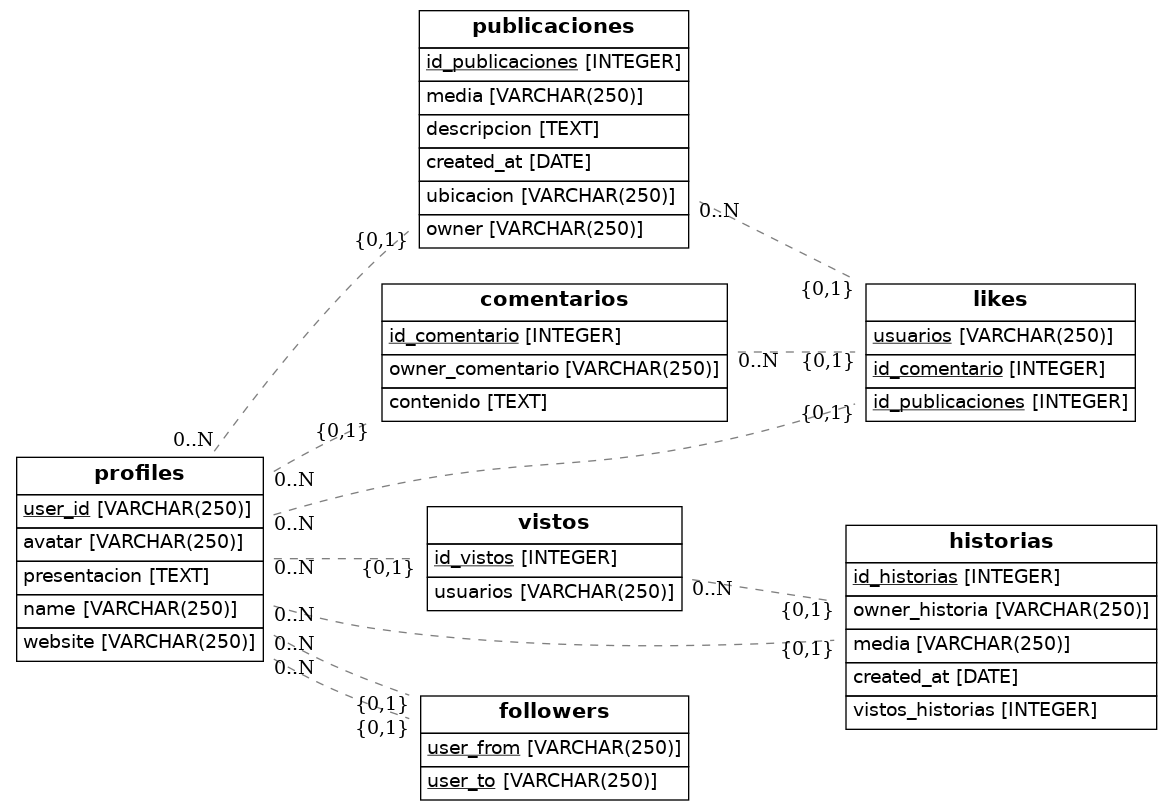 publicaciones
id_publicaciones [INTEGER]
media [VARCHAR(250)]
descripcion [TEXT]
created_at [DATE]
ubicacion [VARCHAR(250)]
owner [VARCHAR(250)]
0..N
{0,1}
{0,1}
comentarios
id_comentario [INTEGER]
owner_comentario [VARCHAR(250)]
contenido [TEXT]
0..N
{0,1}
likes
usuarios [VARCHAR(250)]
id_comentario [INTEGER]
id_publicaciones [INTEGER]
{0,1}
{0,1}
0..N
profiles
user_id [VARCHAR(250)]
avatar [VARCHAR(250)]
presentacion [TEXT]
name [VARCHAR(250)]
website [VARCHAR(250)]
0..N
0..N
0..N
0..N
0..N
0..N
vistos
id_vistos [INTEGER]
usuarios [VARCHAR(250)]
{0,1}
0..N
{0,1}
{0,1}
historias
id_historias [INTEGER]
owner_historia [VARCHAR(250)]
media [VARCHAR(250)]
created_at [DATE]
vistos_historias [INTEGER]
{0,1}
{0,1}
followers
user_from [VARCHAR(250)]
user_to [VARCHAR(250)]